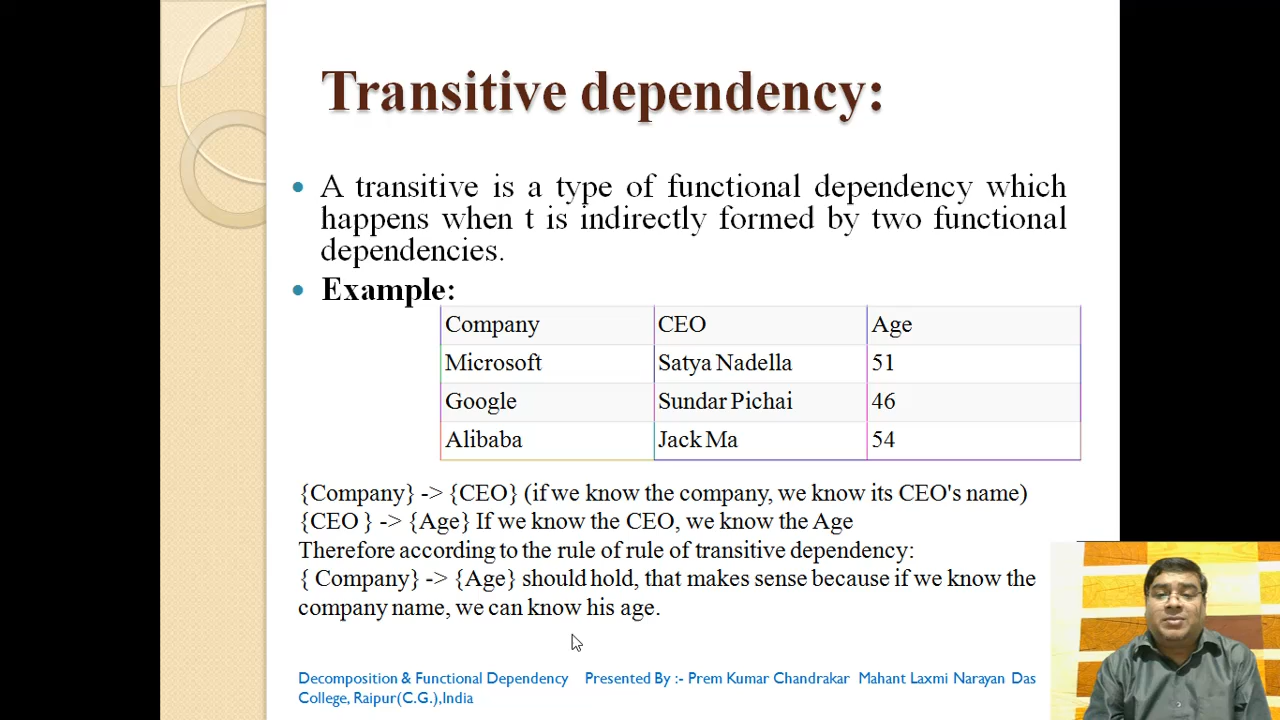 Transitive dependency:
A transitive is a type of functional dependency which
happens when t is indirectly formed by two functional
dependencies.
Example:
Company CEO Age
Microsoft Satya Nadella 51
Google Sundar Pichai 46
Alibaba Jack Ma 54
{Company} -> {CEO} (if we know the company, we know its CEO's name)
{CEO } -> {Age} If we know the CEO, we know the Age
Therefore according to the rule of rule of transitive dependency:
{ Company} -> {Age} should hold, that makes sense because if we know the
company name, we can know his age.
Decomposition & Functional Dependency Presented By :- Prem Kumar Chandrakar Mahant Laxmi Narayan Das
College, Raipur(C.G.),India